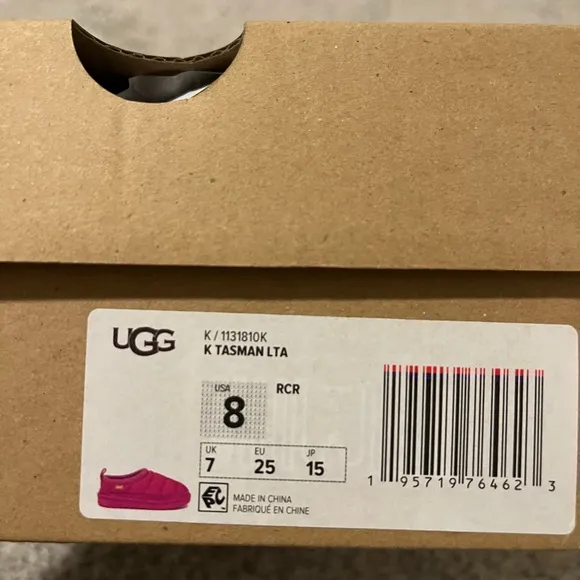 UGG
K / 1131810K
K TASMAN LTA
USA
8
RCR
UK EU JP
7 25 15
MADE IN CHINA
FABRIQUÉ EN CHINE
1 95719 76462 3